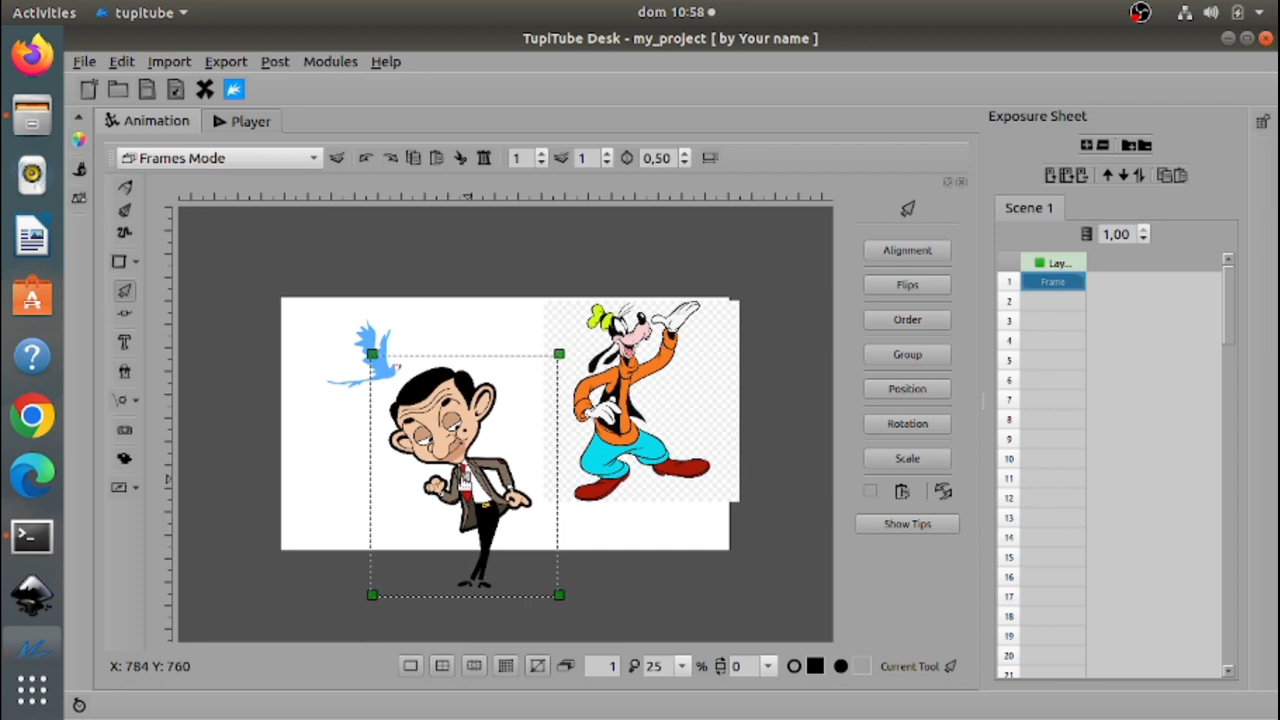 Activities tupitube dom 10:58
TupiTube Desk - my_project [ by Your name ]
File Edit Import Export Post Modules Help
Animation Player
Frames Mode 1 1 0,50
Exposure Sheet
Scene 1
1,00
Lay...
1 Frame
2
3
4
5
6
7
8
9
10
11
12
13
14
15
16
17
18
19
20
21
Alignment
Flips
Order
Group
Position
Rotation
Scale
Show Tips
X: 784 Y: 760 1 25 % 0 Current Tool